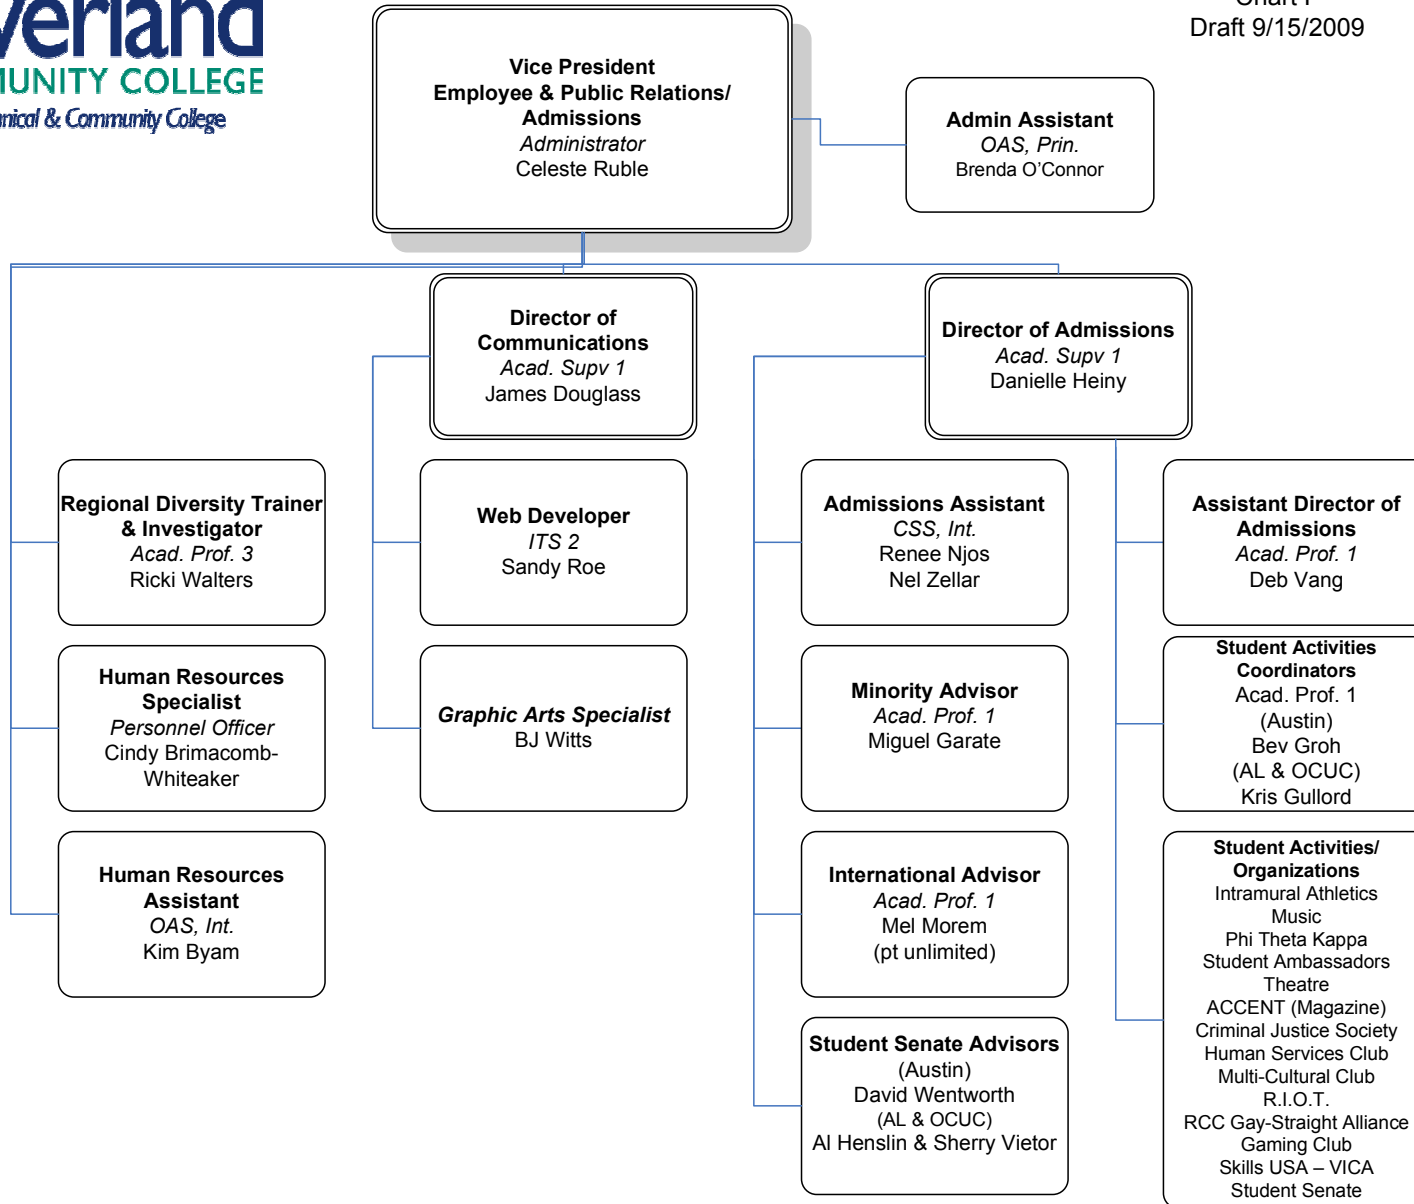 COLLEGE
& Community College
Draft 9/15/2009
Vice President
Employee & Public Relations/
Admissions
Administrator
Celeste Ruble
Admin Assistant
OAS, Prin.
Brenda O'Connor
Director of
Communications
Acad. Supv 1
James Douglass
Director of Admissions
Acad. Supv 1
Danielle Heiny
Regional Diversity Trainer
& Investigator
Acad. Prof. 3
Ricki Walters
Web Developer
ITS 2
Sandy Roe
Admissions Assistant
CSS, Int.
Renee Njos
Nel Zellar
Assistant Director of
Admissions
Acad. Prof. 1
Deb Vang
Human Resources
Specialist
Personnel Officer
Cindy Brimacomb-
Whiteaker
Graphic Arts Specialist
BJ Witts
Minority Advisor
Acad. Prof. 1
Miguel Garate
Student Activities
Coordinators
Acad. Prof. 1
(Austin)
Bev Groh
(AL & OCUC)
Kris Gullord
Human Resources
Assistant
OAS, Int.
Kim Byam
International Advisor
Acad. Prof. 1
Mel Morem
(pt unlimited)
Student Activities/
Organizations
Intramural Athletics
Music
Phi Theta Kappa
Student Ambassadors
Theatre
ACCENT (Magazine)
Criminal Justice Society
Human Services Club
Multi-Cultural Club
R.I.O.T.
RCC Gay-Straight Alliance
Gaming Club
Skills USA – VICA
Student Senate
Student Senate Advisors
(Austin)
David Wentworth
(AL & OCUC)
Al Henslin & Sherry Vietor